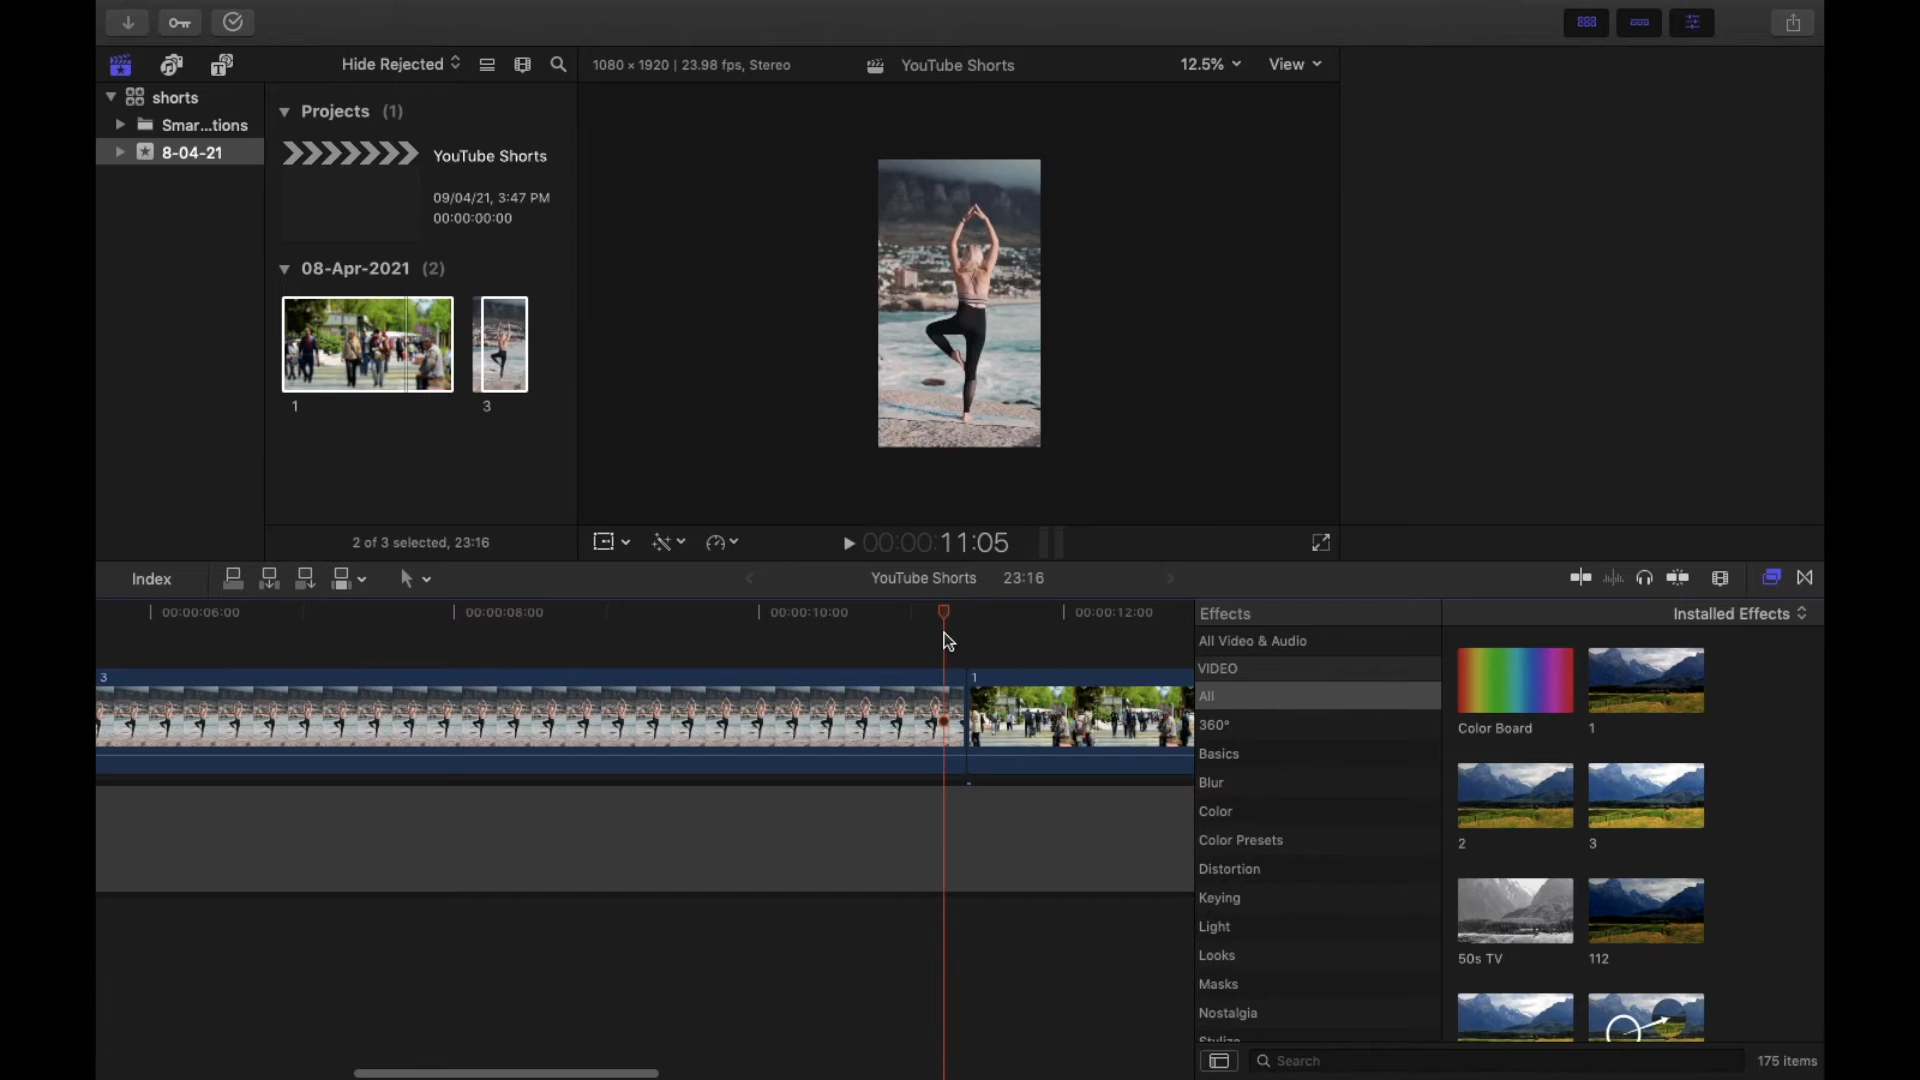 Hide Rejected
1080 × 1920 | 23.98 fps, Stereo
YouTube Shorts
12.5%
View
shorts
Smar...tions
8-04-21
Projects (1)
YouTube Shorts
09/04/21, 3:47 PM
00:00:00:00
08-Apr-2021 (2)
1
3
2 of 3 selected, 23:16
00:00:11:05
Index
YouTube Shorts 23:16
00:00:06:00
00:00:08:00
00:00:10:00
00:00:12:00
3
1
Effects
Installed Effects
All Video & Audio
VIDEO
All
360°
Basics
Blur
Color
Color Presets
Distortion
Keying
Light
Looks
Masks
Nostalgia
Stylize
Color Board
1
2
3
50s TV
112
Search
175 items